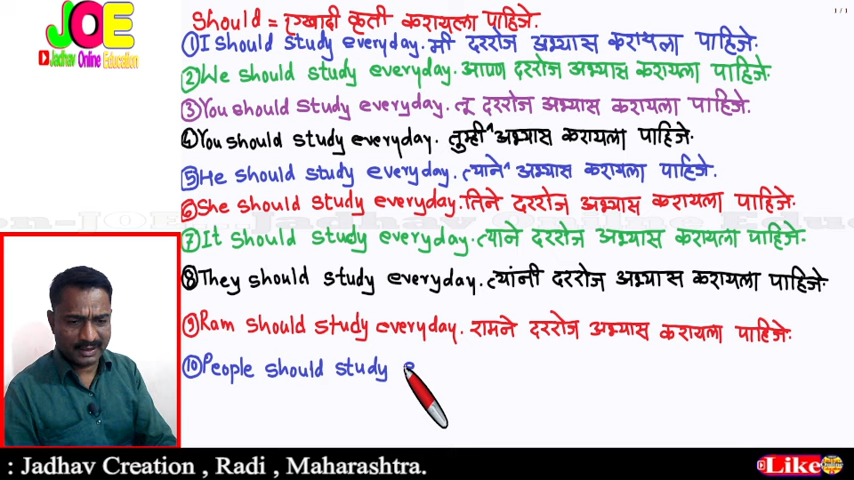 JOE
Jadhav Online Education
1/1
Should = एखादी कृती करायला पाहिजे.
①I Should study everyday. मी दररोज अभ्यास करायला पाहिजे.
②We should study everyday. आपण दररोज अभ्यास करायला पाहिजे.
③You should study everyday. तू दररोज अभ्यास करायला पाहिजे.
④You should study everyday. तुम्ही^ अभ्यास करायला पाहिजे.
⑤He should study everyday. त्याने^ अभ्यास करायला पाहिजे.
⑥She should study everyday. तिने दररोज अभ्यास करायला पाहिजे.
⑦It Should study everyday. त्याने दररोज अभ्यास करायला पाहिजे.
⑧They should study everyday. त्यांनी दररोज अभ्यास करायला पाहिजे.
⑨Ram should study everyday. रामने दररोज अभ्यास करायला पाहिजे.
⑩People should study e
: Jadhav Creation , Radi , Maharashtra.
Like